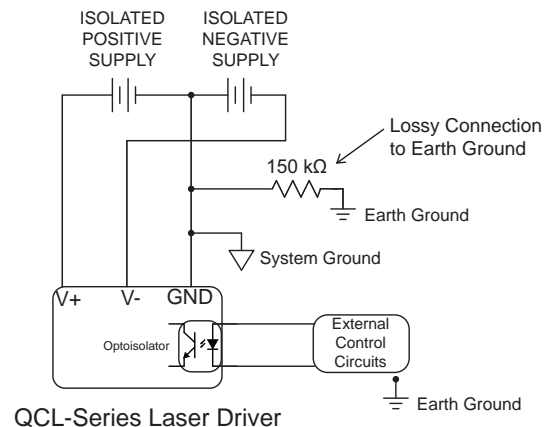 ISOLATED
POSITIVE
SUPPLY
ISOLATED
NEGATIVE
SUPPLY
Lossy Connection
to Earth Ground
150 kΩ
Earth Ground
System Ground
V+
V-
GND
Optoisolator
External
Control
Circuits
Earth Ground
QCL-Series Laser Driver